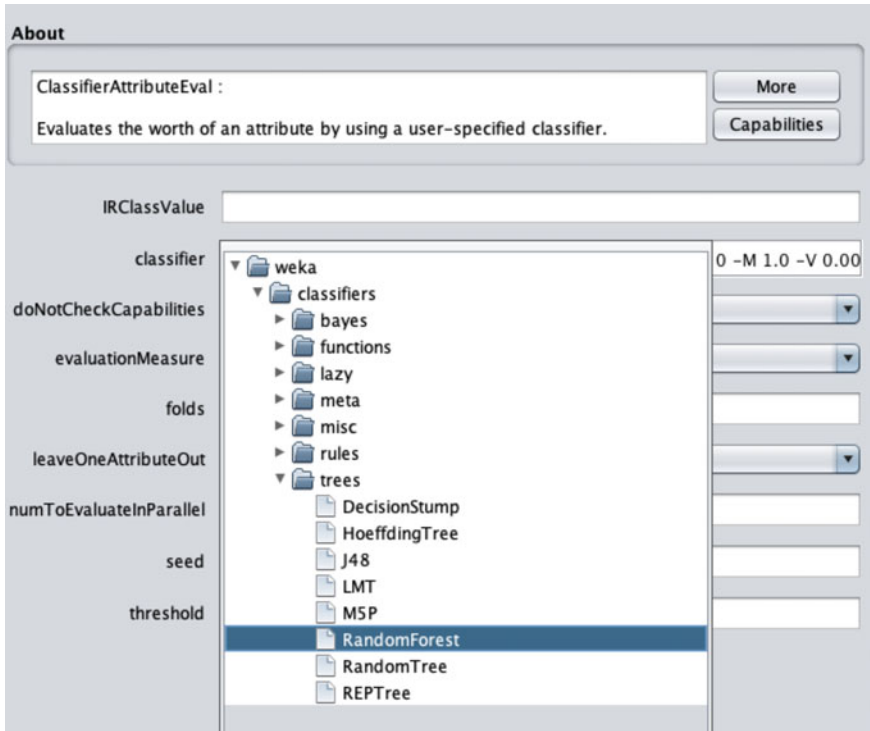 About
ClassifierAttributeEval :
More
Evaluates the worth of an attribute by using a user-specified classifier.
Capabilities
IRClassValue
classifier
0 -M 1.0 -V 0.00
weka
classifiers
doNotCheckCapabilities
bayes
functions
evaluationMeasure
lazy
meta
folds
misc
rules
leaveOneAttributeOut
trees
DecisionStump
numToEvaluateInParallel
HoeffdingTree
J48
seed
LMT
M5P
threshold
RandomForest
RandomTree
REPTree